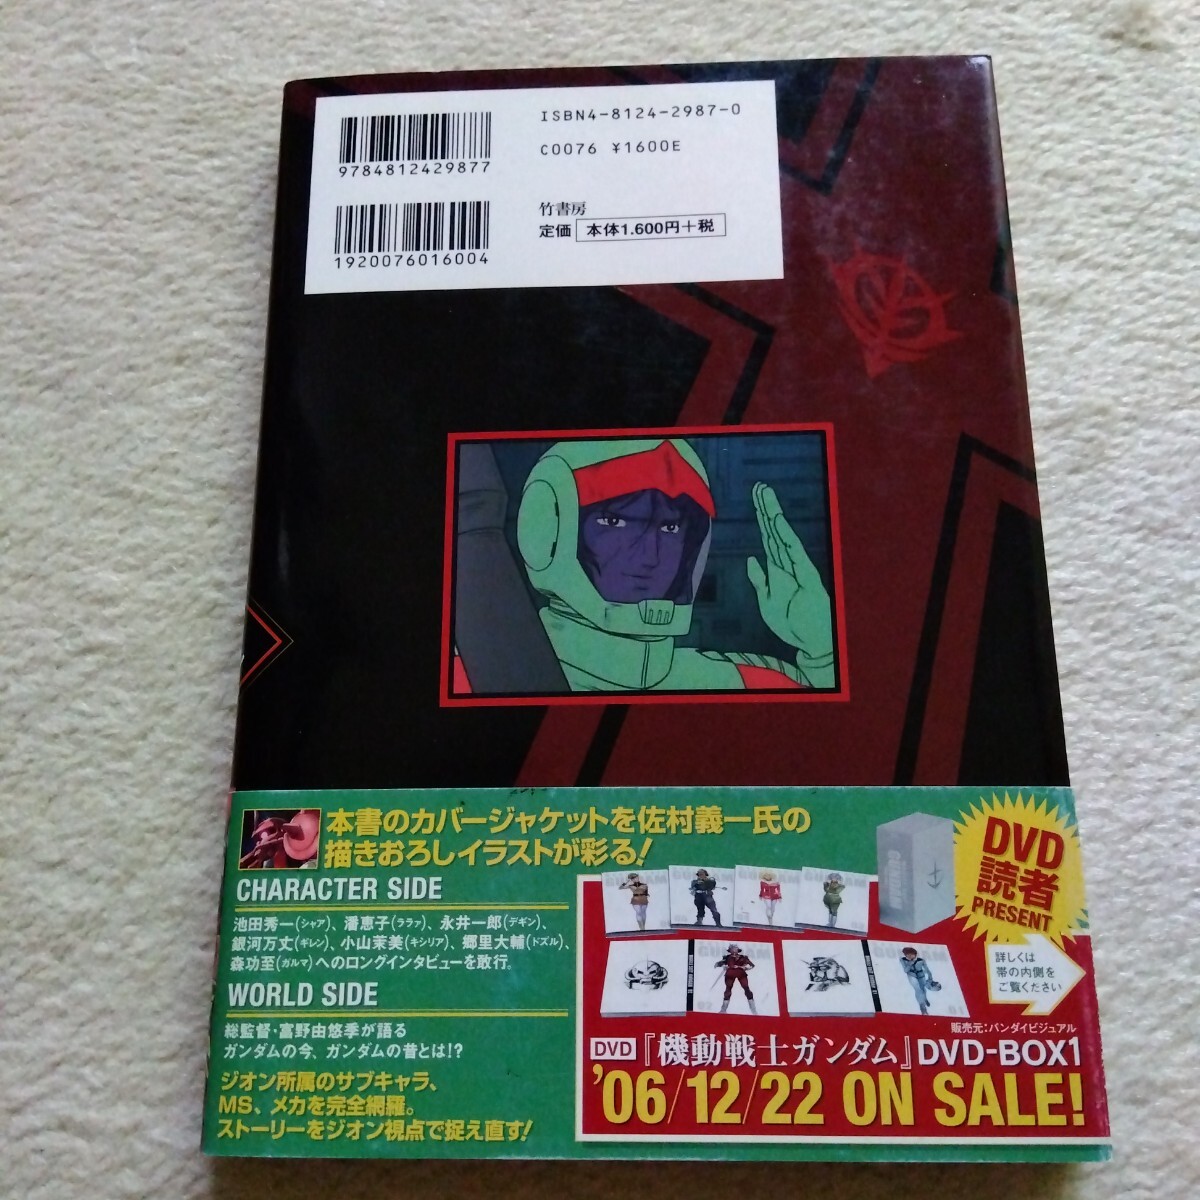 ISBN4-8124-2987-0
9784812429877
C0076 ¥1600E
1920076016004
竹書房
定価 本体1.600円+税
本書のカバージャケットを佐村義一氏の
描きおろしイラストが彩る!
CHARACTER SIDE
池田秀一(シャア)、潘恵子(ララァ)、永井一郎(デギン)、
銀河万丈(ギレン)、小山茉美(キシリア)、郷里大輔(ドズル)、
森功至(ガルマ)へのロングインタビューを敢行。
WORLD SIDE
総監督・富野由悠季が語る
ガンダムの今、ガンダムの昔とは!?
ジオン所属のサブキャラ、
MS、メカを完全網羅。
ストーリーをジオン視点で捉え直す!
DVD
読者
PRESENT
詳しくは
帯の内側を
ご覧ください
販売元:バンダイビジュアル
DVD 『機動戦士ガンダム』DVD-BOX1
'06/12/22 ON SALE!